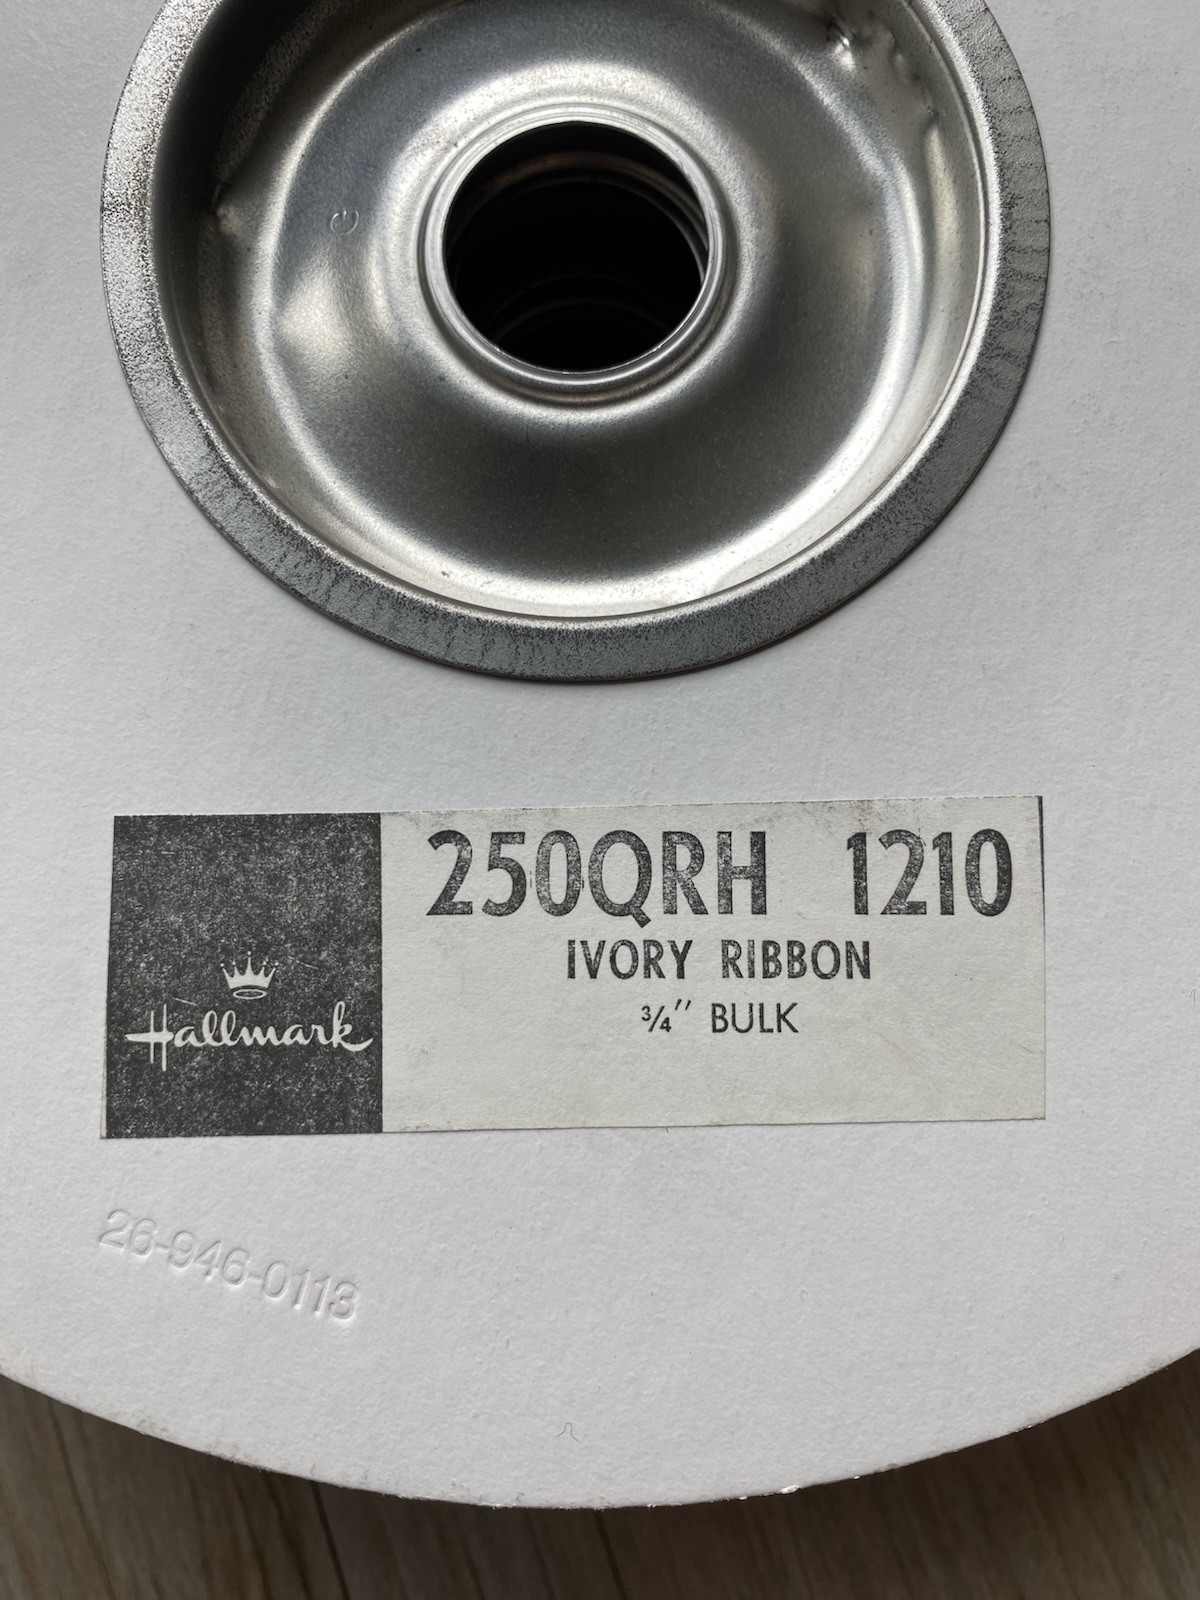 250QRH 1210
IVORY RIBBON
3/4" BULK
Hallmark
26-946-0113